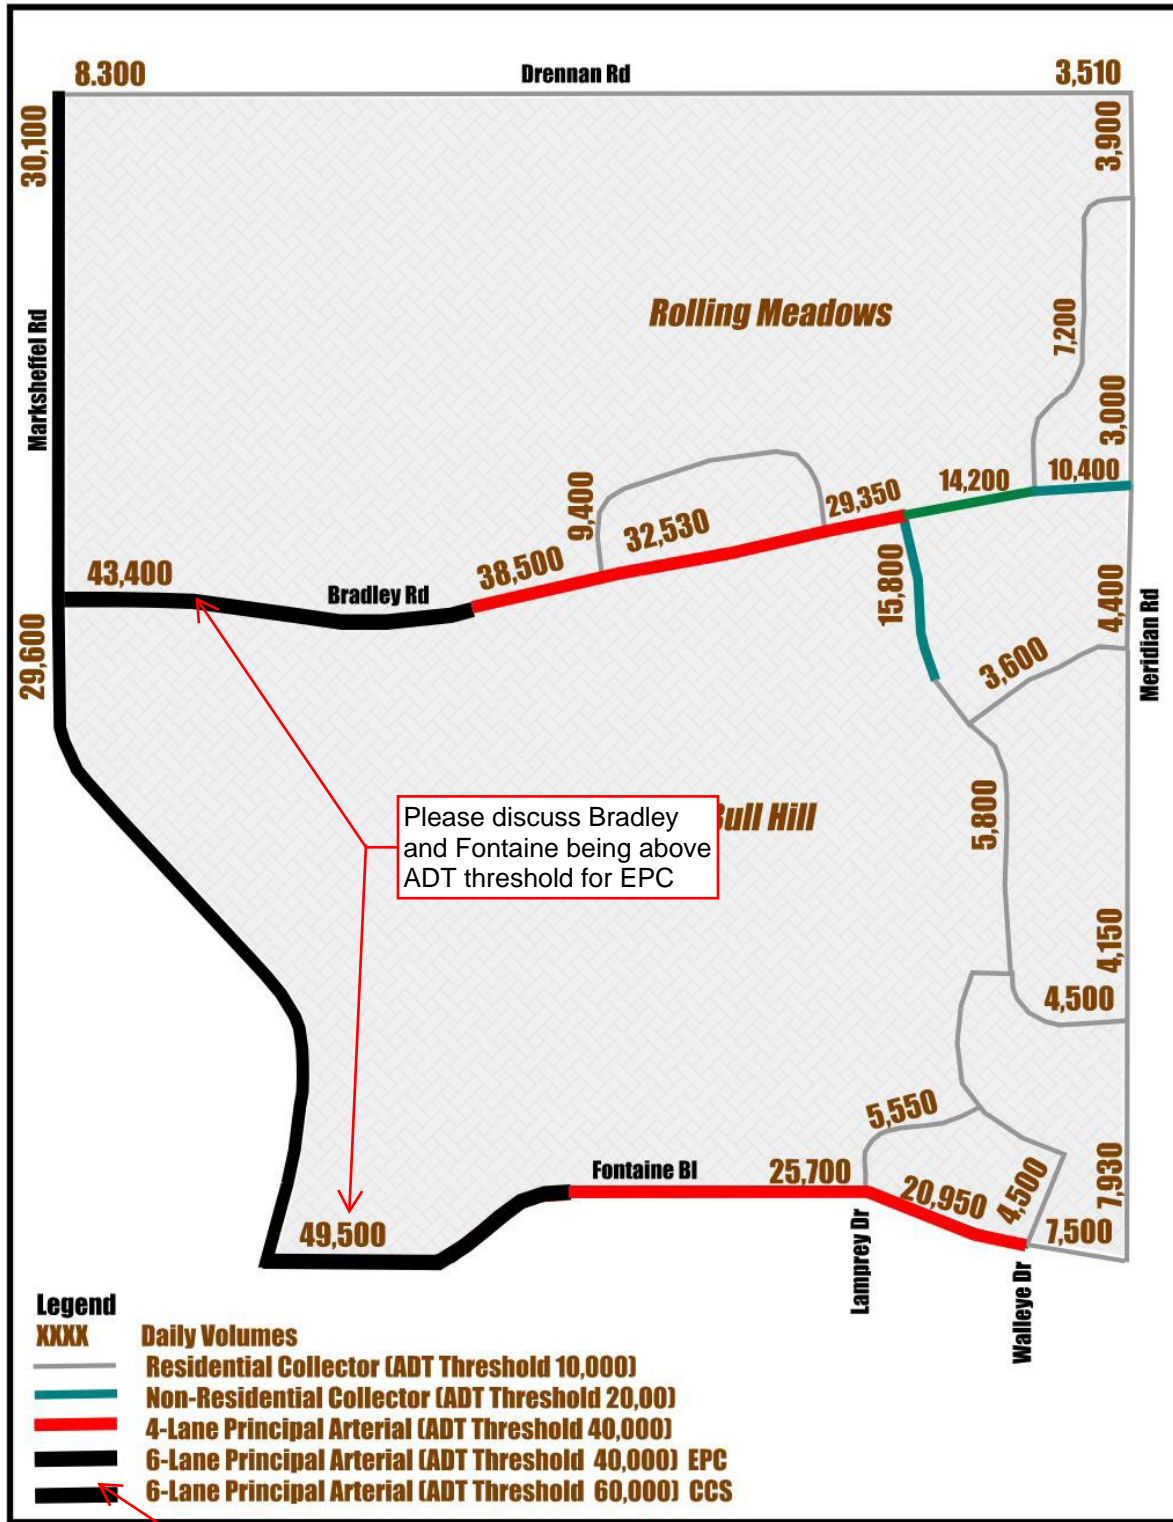 8.300
Drennan Rd
3,510
30,100
3,900
Marksheffel Rd
Rolling Meadows
7,200
3,000
10,400
14,200
29,350
9,400
32,530
38,500
43,400
Bradley Rd
15,800
4,400
29,600
3,600
Meridian Rd
Please discuss Bradley
and Fontaine being above
ADT threshold for EPC
Bull Hill
5,800
4,150
4,500
5,550
Fontaine Bl
25,700
20,950
4,500
7,930
7,500
49,500
Lamprey Dr
Walleye Dr
Legend
XXXX Daily Volumes
Residential Collector (ADT Threshold 10,000)
Non-Residential Collector (ADT Threshold 20,00)
4-Lane Principal Arterial (ADT Threshold 40,000)
6-Lane Principal Arterial (ADT Threshold 40,000) EPC
6-Lane Principal Arterial (ADT Threshold 60,000) CCS